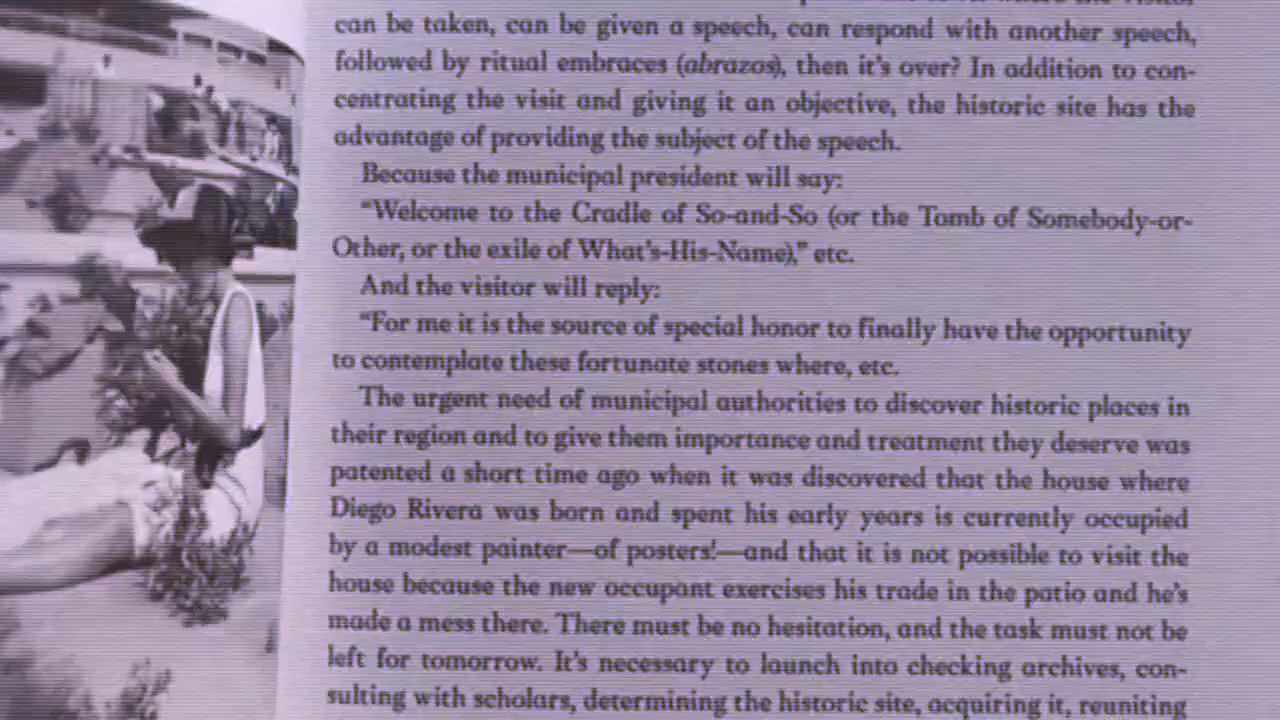 can be taken, can be given a speech, can respond with another speech,
followed by ritual embraces (abrazos), then it's over? In addition to con-
centrating the visit and giving it an objective, the historic site has the
advantage of providing the subject of the speech.
Because the municipal president will say:
"Welcome to the Cradle of So-and-So (or the Tomb of Somebody-or-
Other, or the exile of What's-His-Name)," etc.
And the visitor will reply:
"For me it is the source of special honor to finally have the opportunity
to contemplate these fortunate stones where, etc.
The urgent need of municipal authorities to discover historic places in
their region and to give them importance and treatment they deserve was
patented a short time ago when it was discovered that the house where
Diego Rivera was born and spent his early years is currently occupied
by a modest painter—of posters!—and that it is not possible to visit the
house because the new occupant exercises his trade in the patio and he's
made a mess there. There must be no hesitation, and the task must not be
left for tomorrow. It's necessary to launch into checking archives, con-
sulting with scholars, determining the historic site, acquiring it, reuniting